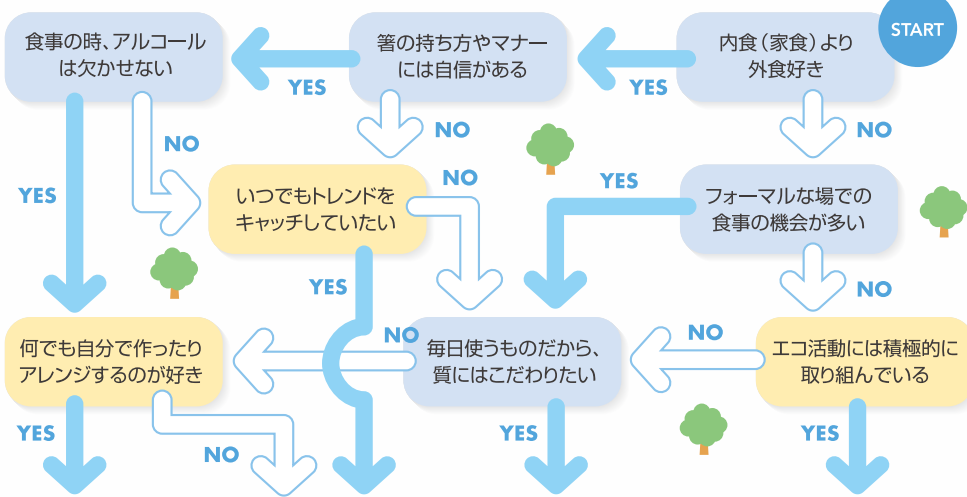 START
食事の時、アルコール
は欠かせない
箸の持ち方やマナー
には自信がある
内食（家食）より
外食好き
YES
YES
NO
NO
NO
YES
いつでもトレンドを
キャッチしていたい
NO
YES
フォーマルな場での
食事の機会が多い
YES
NO
何でも自分で作ったり
アレンジするのが好き
NO
毎日使うものだから、
質にはこだわりたい
NO
エコ活動には積極的に
取り組んでいる
YES
NO
YES
YES